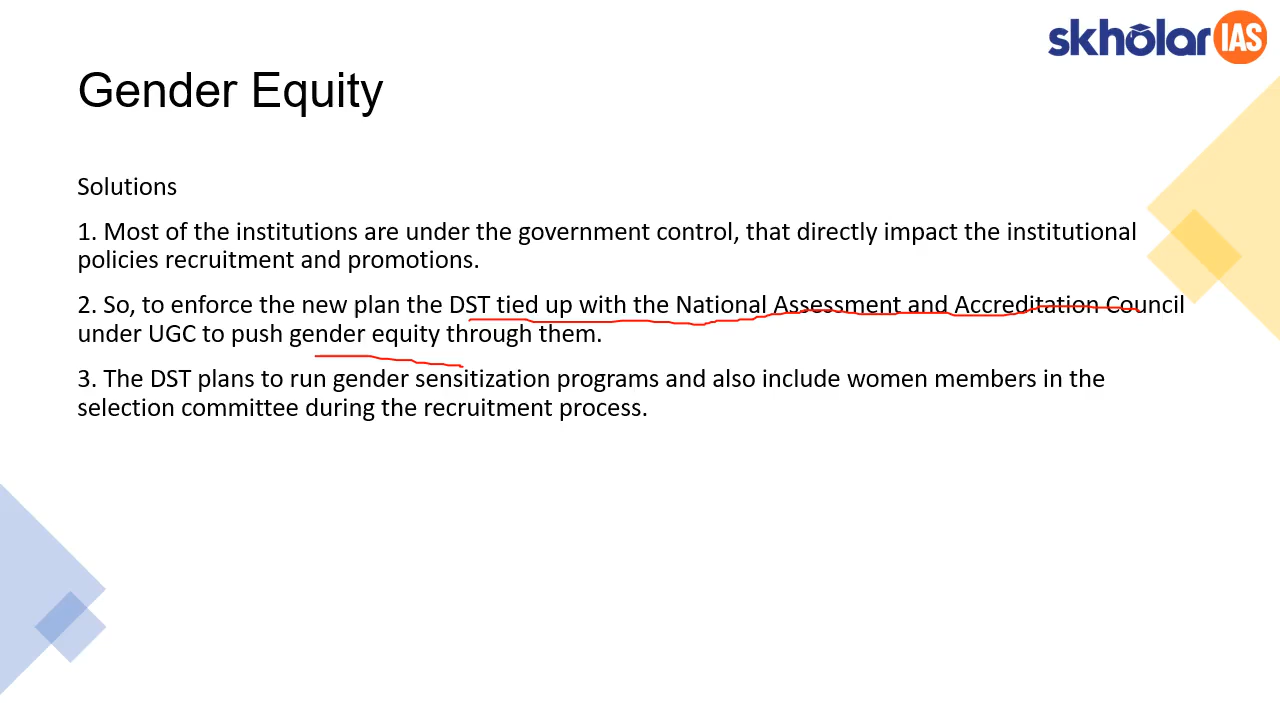 skholar IAS
Gender Equity
Solutions
1. Most of the institutions are under the government control, that directly impact the institutional
policies recruitment and promotions.
2. So, to enforce the new plan the DST tied up with the National Assessment and Accreditation Council
under UGC to push gender equity through them.
3. The DST plans to run gender sensitization programs and also include women members in the
selection committee during the recruitment process.